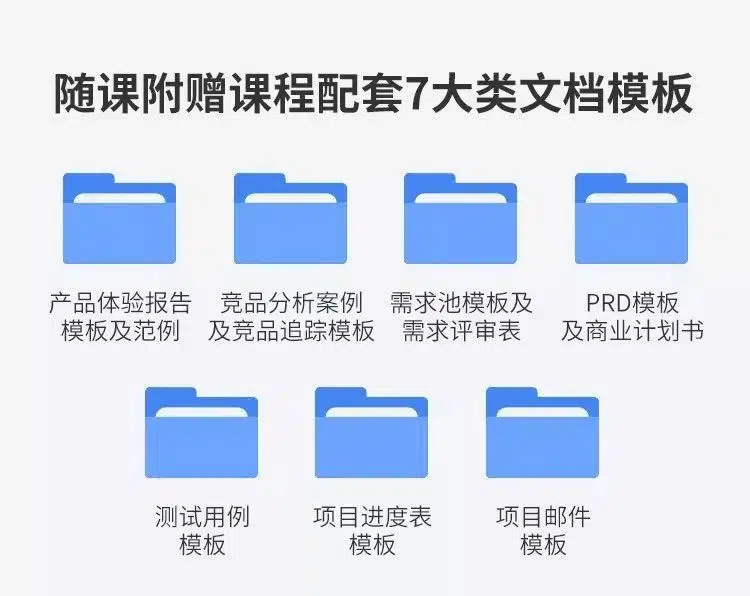 随课附赠课程配套7大类文档模板
产品体验报告
模板及范例
竞品分析案例
及竞品追踪模板
需求池模板及
需求评审表
PRD模板
及商业计划书
测试用例
模板
项目进度表
模板
项目邮件
模板